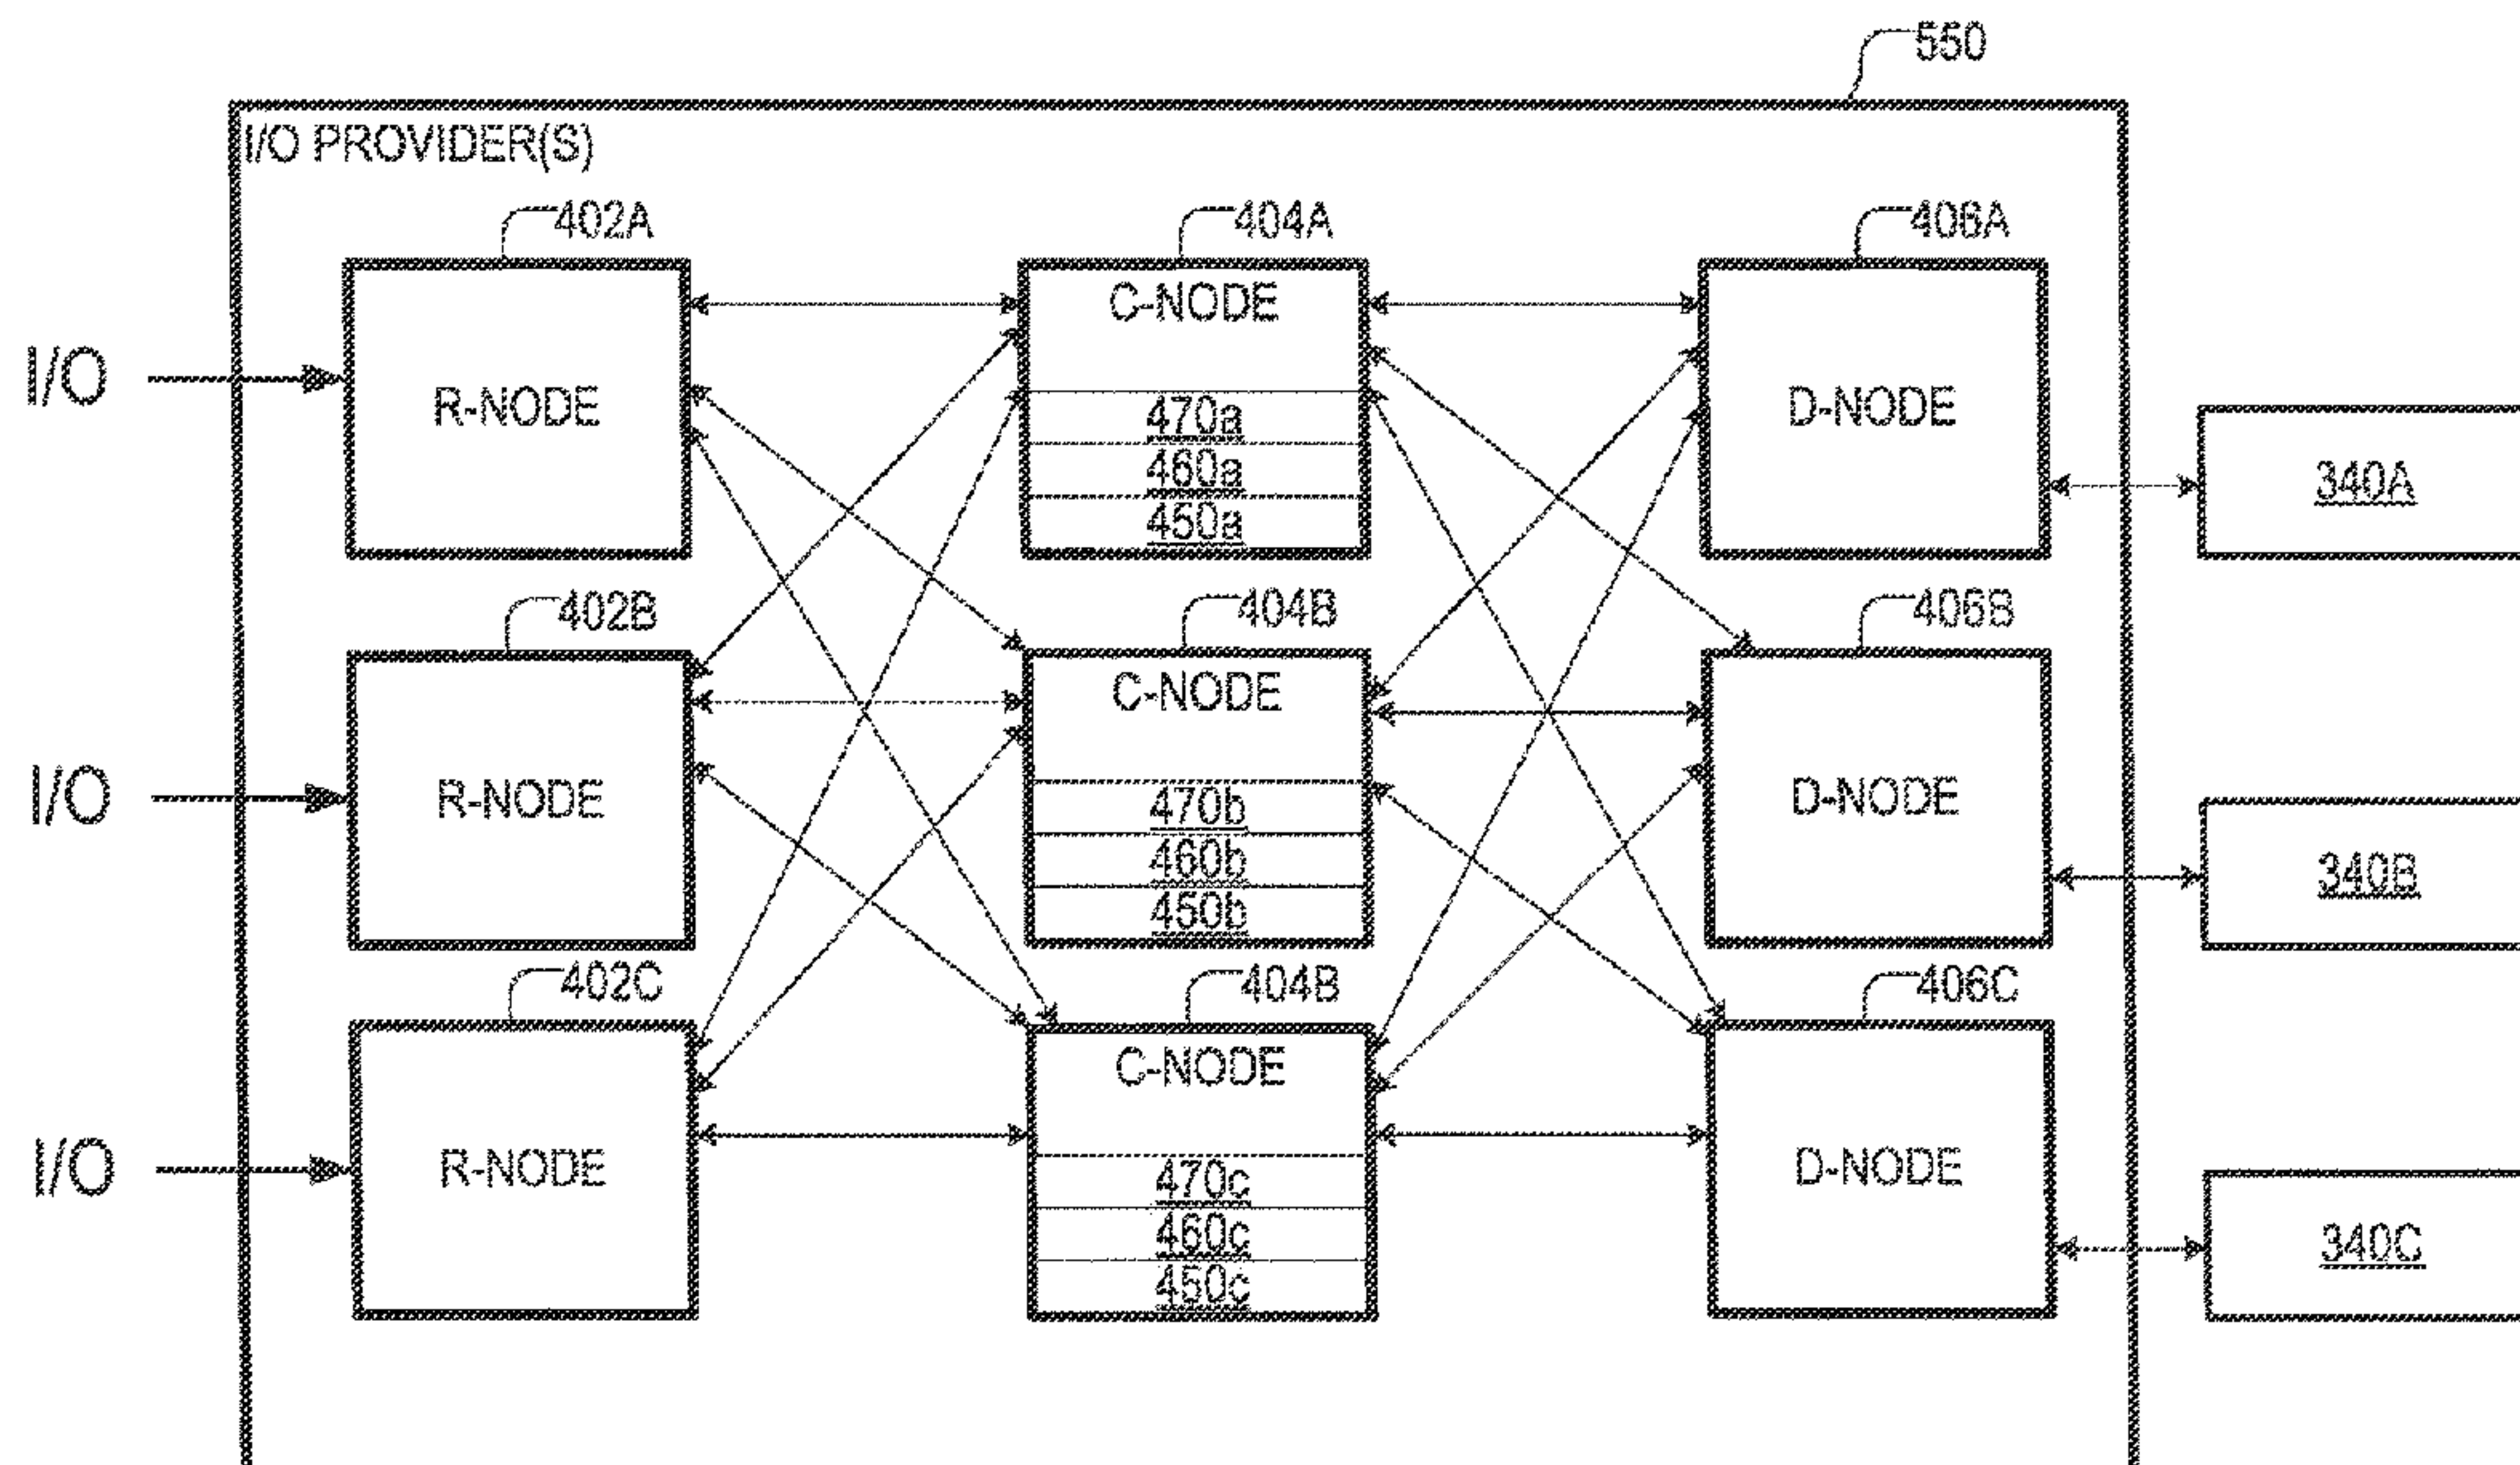 550
I/O PROVIDER(S)
402A
404A
406A
I/O
R-NODE
C-NODE
470a
460a
450a
D-NODE
340A
402B
404B
406B
I/O
R-NODE
C-NODE
470b
460b
450b
D-NODE
340B
402C
404B
406C
I/O
R-NODE
C-NODE
470c
460c
450c
D-NODE
340C